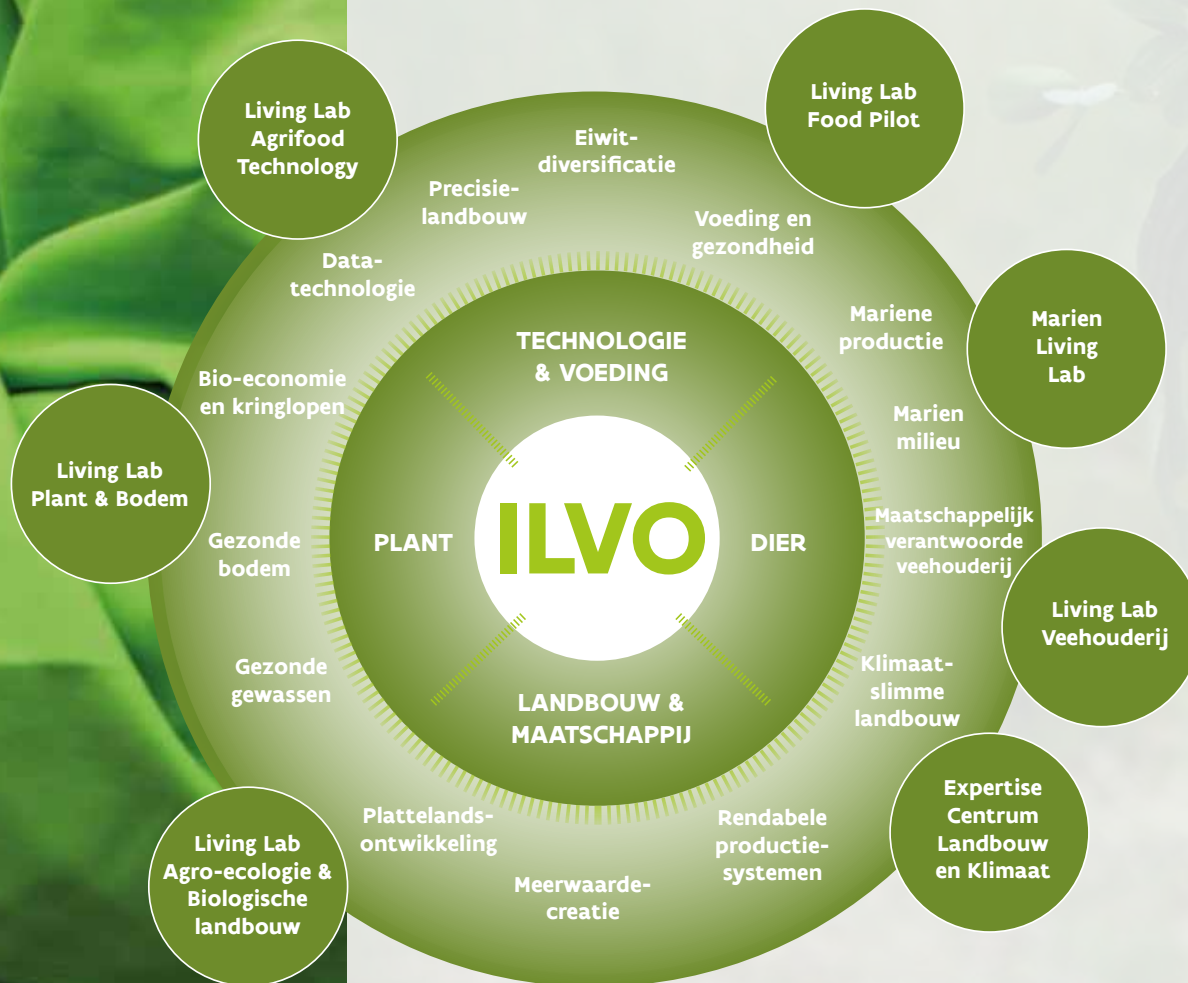 Living Lab
Agrifood
Technology
Living Lab
Food Pilot
Eiwit-
diversificatie
Precisie-
landbouw
Voeding en
gezondheid
Data-
technologie
Mariene
productie
Marien
Living
Lab
TECHNOLOGIE
& VOEDING
Bio-economie
en kringlopen
Marien
milieu
Living Lab
Plant & Bodem
Gezonde
bodem
PLANT
ILVO
DIER
Maatschappelijk
verantwoorde
veehouderij
Living Lab
Veehouderij
Gezonde
gewassen
Klimaat-
slimme
landbouw
LANDBOUW &
MAATSCHAPPIJ
Expertise
Centrum
Landbouw
en Klimaat
Plattelands-
ontwikkeling
Rendabele
productie-
systemen
Living Lab
Agro-ecologie &
Biologische
landbouw
Meerwaarde-
creatie